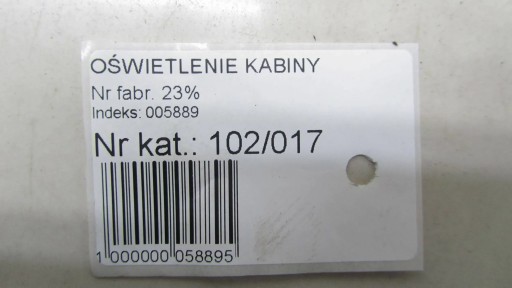 OŚWIETLENIE KABINY
Nr fabr. 23%
Indeks: 005889
Nr kat.: 102/017
1 000000 058895